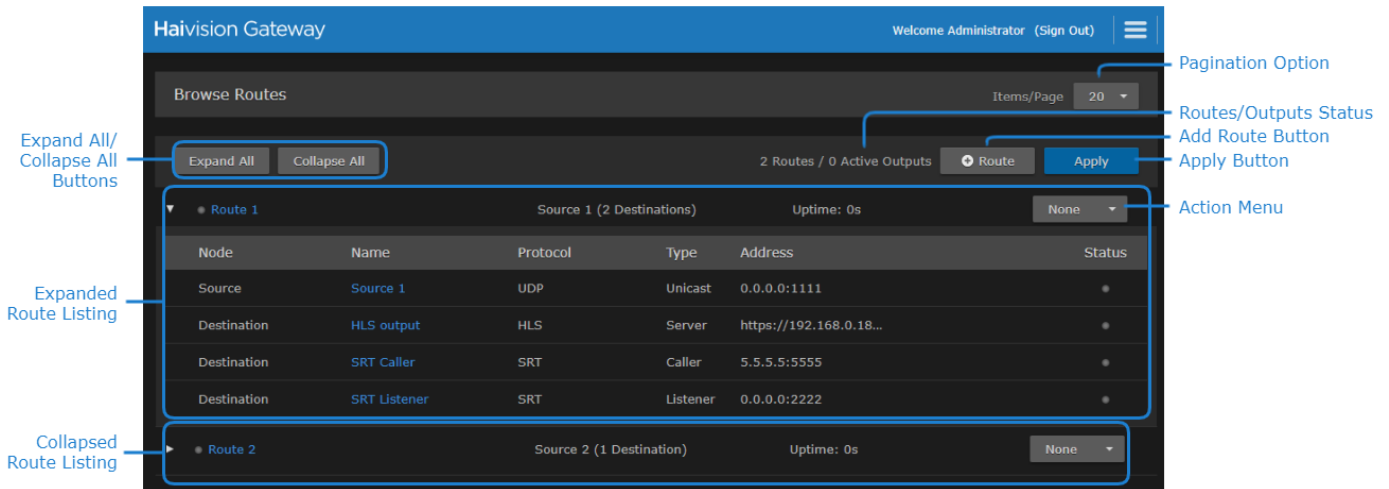 Haivision Gateway
Welcome Administrator (Sign Out)
Pagination Option
Browse Routes
Items/Page 20
Routes/Outputs Status
Add Route Button
Apply Button
Expand All/
Collapse All
Buttons
Expand All Collapse All
2 Routes / 0 Active Outputs Route Apply
Action Menu
Route 1 Source 1 (2 Destinations) Uptime: 0s None
Node Name Protocol Type Address Status
Source Source 1 UDP Unicast 0.0.0.0:1111
Expanded
Route Listing
Destination HLS output HLS Server https://192.168.0.18...
Destination SRT Caller SRT Caller 5.5.5.5:5555
Destination SRT Listener SRT Listener 0.0.0.0:2222
Collapsed
Route Listing
Route 2 Source 2 (1 Destination) Uptime: 0s None